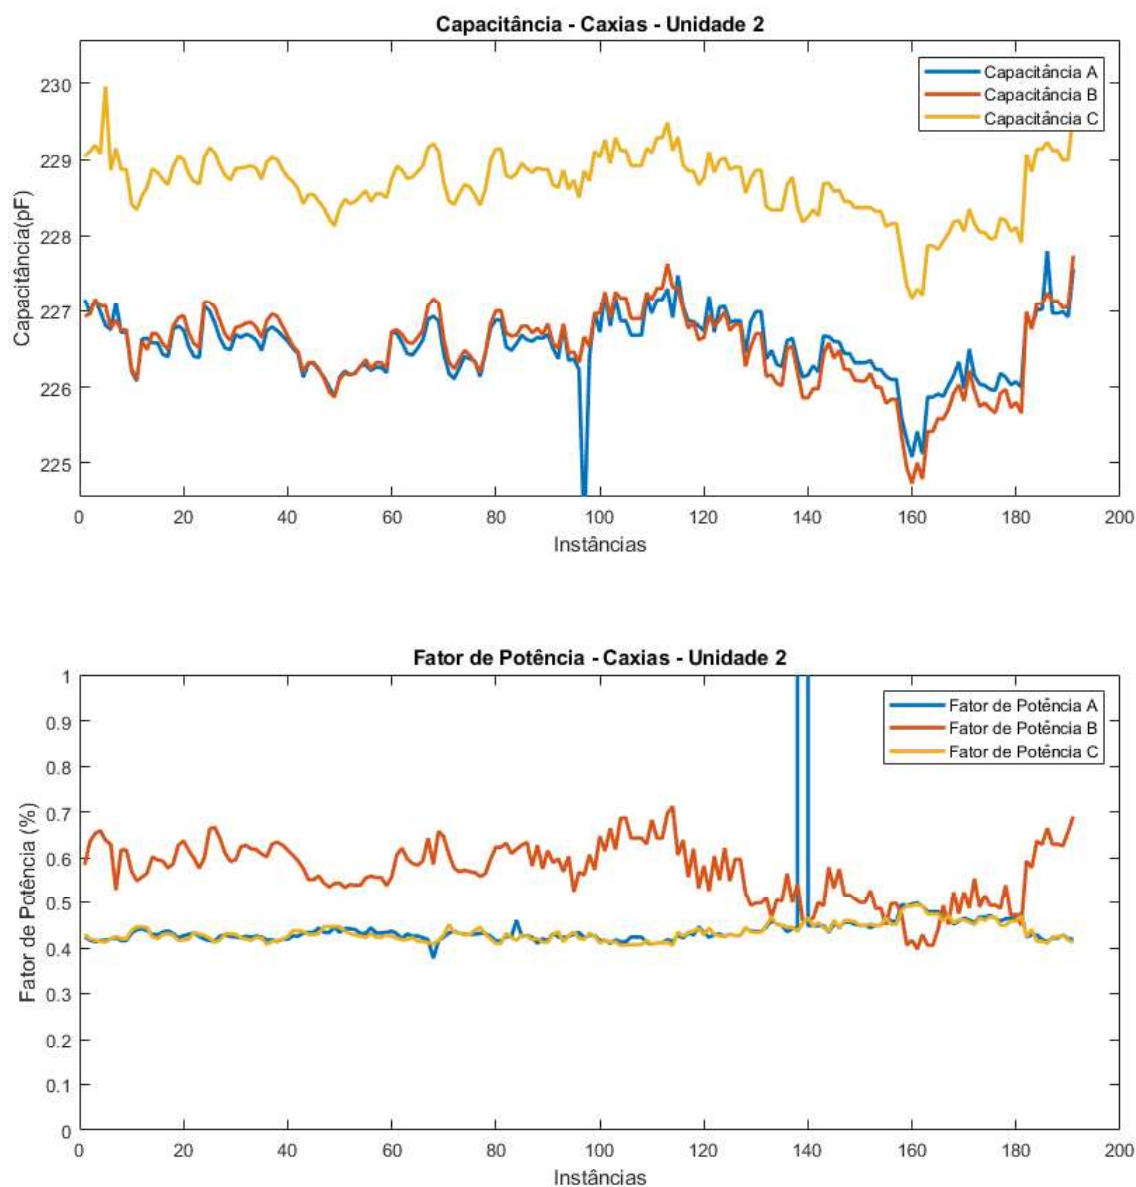 Capacitância - Caxias - Unidade 2
230
229
228
227
226
225
Capacitância(pF)
Capacitância A
Capacitância B
Capacitância C
0 20 40 60 80 100 120 140 160 180 200
Instâncias
Fator de Potência - Caxias - Unidade 2
1
0.9
0.8
0.7
0.6
0.5
0.4
0.3
0.2
0.1
0
Fator de Potência (%)
Fator de Potência A
Fator de Potência B
Fator de Potência C
0 20 40 60 80 100 120 140 160 180 200
Instâncias